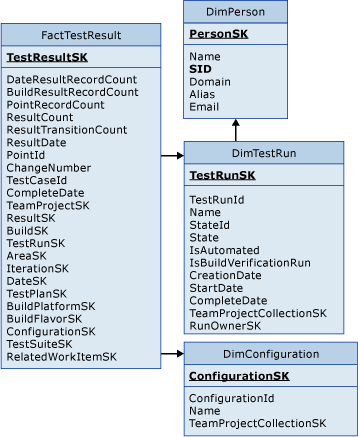 FactTestResult
TestResultSK
DateResultRecordCount
BuildResultRecordCount
PointRecordCount
ResultCount
ResultTransitionCount
ResultDate
PointId
ChangeNumber
TestCaseId
CompleteDate
TeamProjectSK
ResultSK
BuildSK
TestRunSK
AreaSK
IterationSK
DateSK
TestPlanSK
BuildPlatformSK
BuildFlavorSK
ConfigurationSK
TestSuiteSK
RelatedWorkItemSK
DimPerson
PersonSK
Name
SID
Domain
Alias
Email
DimTestRun
TestRunSK
TestRunId
Name
StateId
State
IsAutomated
IsBuildVerificationRun
CreationDate
StartDate
CompleteDate
TeamProjectCollectionSK
RunOwnerSK
DimConfiguration
ConfigurationSK
ConfigurationId
Name
TeamProjectCollectionSK